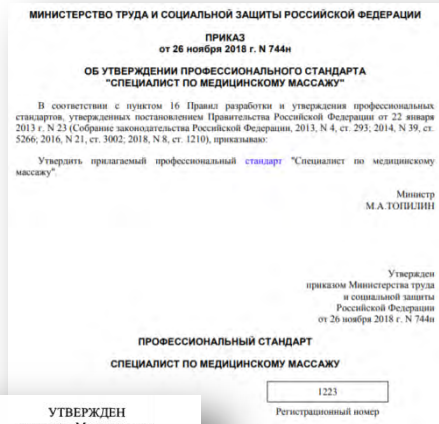 МИНИСТЕРСТВО ТРУДА И СОЦИАЛЬНОЙ ЗАЩИТЫ РОССИЙСКОЙ ФЕДЕРАЦИИ
ПРИКАЗ
от 26 ноября 2018 г. N 744н
ОБ УТВЕРЖДЕНИИ ПРОФЕССИОНАЛЬНОГО СТАНДАРТА
"СПЕЦИАЛИСТ ПО МЕДИЦИНСКОМУ МАССАЖУ"
В соответствии с пунктом 16 Правил разработки и утверждения профессиональных
стандартов, утвержденных постановлением Правительства Российской Федерации от 22 января
2013 г. N 23 (Собрание законодательства Российской Федерации, 2013, N 4, ст. 293; 2014, N 39, ст.
5266; 2016, N 21, ст. 3002; 2018, N 8, ст. 1210), приказываю:
Утвердить прилагаемый профессиональный стандарт "Специалист по медицинскому
массажу".
Министр
М.А.ТОПИЛИН
Утвержден
приказом Министерства труда
и социальной защиты
Российской Федерации
от 26 ноября 2018 г. N 744н
ПРОФЕССИОНАЛЬНЫЙ СТАНДАРТ
СПЕЦИАЛИСТ ПО МЕДИЦИНСКОМУ МАССАЖУ
1223
Регистрационный номер
УТВЕРЖДЕН